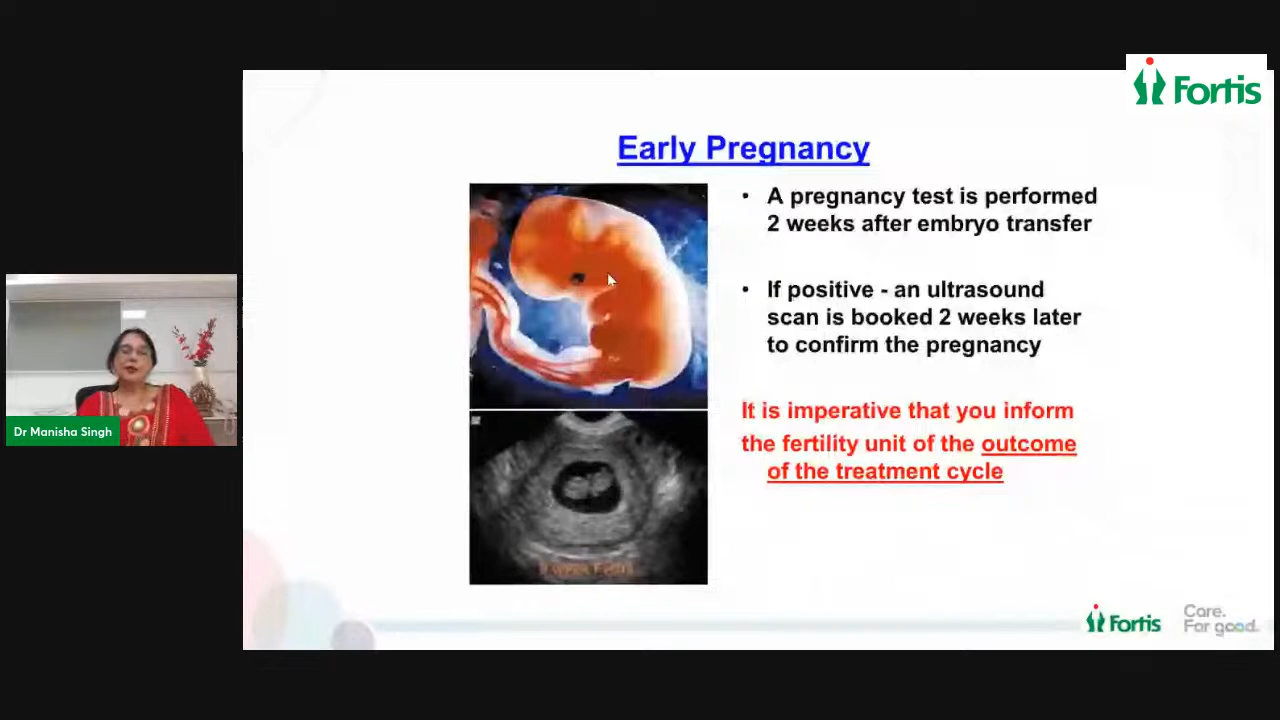 Fortis
Early Pregnancy
• A pregnancy test is performed
2 weeks after embryo transfer
• If positive - an ultrasound
scan is booked 2 weeks later
to confirm the pregnancy
It is imperative that you inform
the fertility unit of the outcome
of the treatment cycle
Dr Manisha Singh
Fortis
Care.
For good.